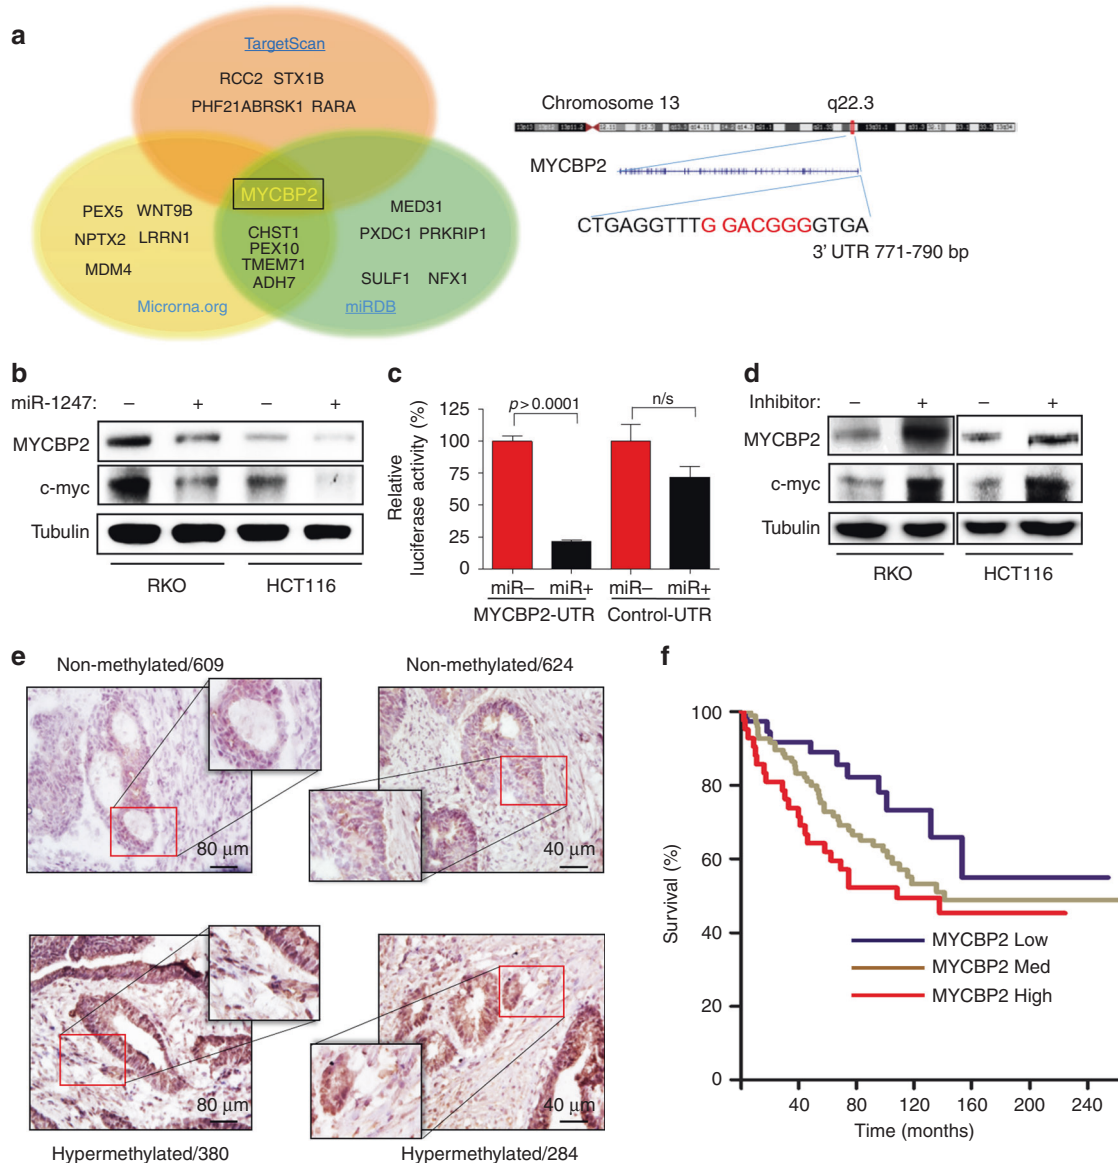 a
TargetScan
RCC2 STX1B
PHF21ABRSK1 RARA
MYCBP2
PEX5 WNT9B
NPTX2 LRRN1
MDM4
CHST1
PEX10
TMEM71
ADH7
MED31
PXDC1 PRKRIP1
SULF1 NFX1
Microrna.org
miRDB
Chromosome 13
q22.3
MYCBP2
CTGAGGTTTG GACGGGGTGA
3' UTR 771-790 bp
b
miR-1247: – + – +
MYCBP2
c-myc
Tubulin
RKO HCT116
c
Relative
luciferase activity (%)
125
100
75
50
25
0
p>0.0001
n/s
miR– miR+ miR– miR+
MYCBP2-UTR Control-UTR
d
Inhibitor: – + – +
MYCBP2
c-myc
Tubulin
RKO HCT116
e
Non-methylated/609
80 µm
Non-methylated/624
40 µm
80 µm
Hypermethylated/380
40 µm
Hypermethylated/284
f
Survival (%)
100
80
60
40
20
0
MYCBP2 Low
MYCBP2 Med
MYCBP2 High
40 80 120 160 200 240
Time (months)